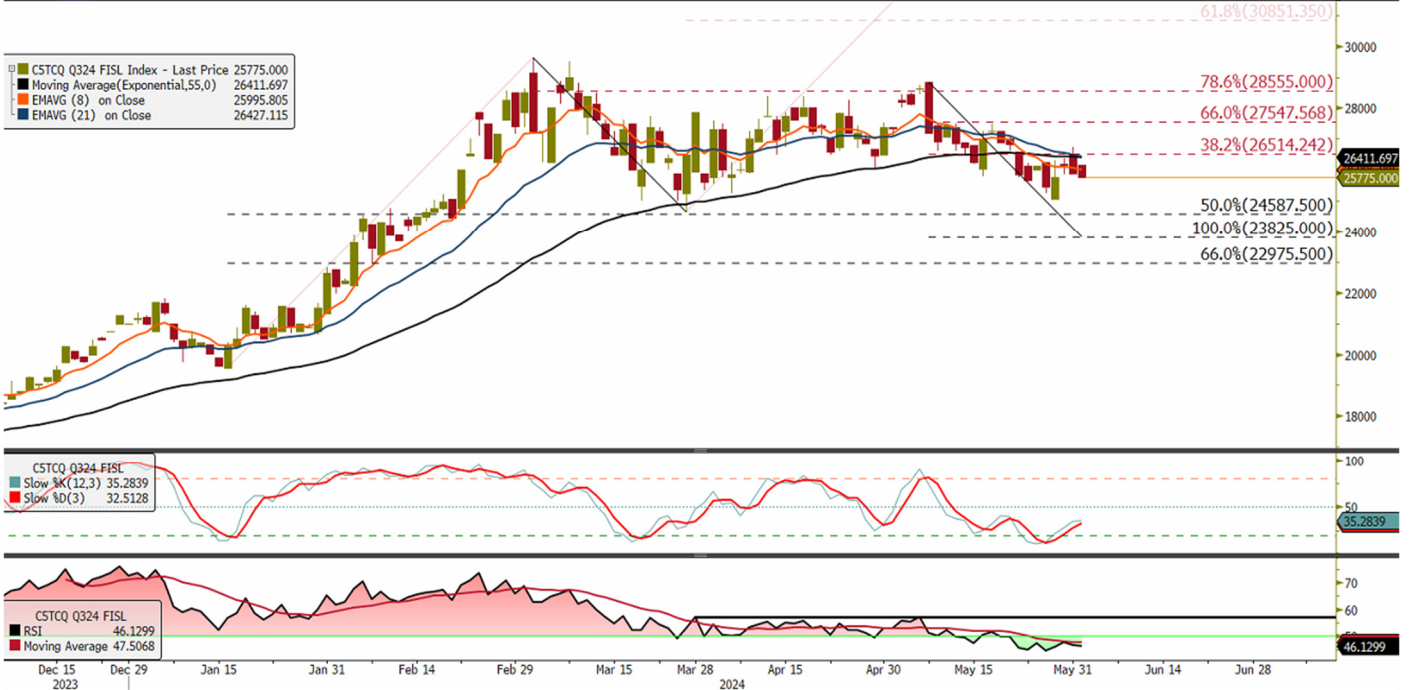 61.8%(30851.350)
30000
C5TCQ Q324 FISL Index - Last Price 25775.000
Moving Average(Exponential,55,0) 26411.697
EMAVG (8) on Close 25995.805
EMAVG (21) on Close 26427.115
78.6%(28555.000)
28000
66.0%(27547.568)
38.2%(26514.242)
26411.697
25775.000
50.0%(24587.500)
100.0%(23825.000)
24000
66.0%(22975.500)
22000
20000
18000
C5TCQ Q324 FISL
Slow %K(12,3) 35.2839
Slow %D(3) 32.5128
100
50
35.2839
C5TCQ Q324 FISL
RSI 46.1299
Moving Average 47.5068
70
60
46.1299
Dec 15 Dec 29 Jan 15 Jan 31 Feb 14 Feb 29 Mar 15 Mar 28 Apr 15 Apr 30 May 15 May 31 Jun 14 Jun 28
2023 2024